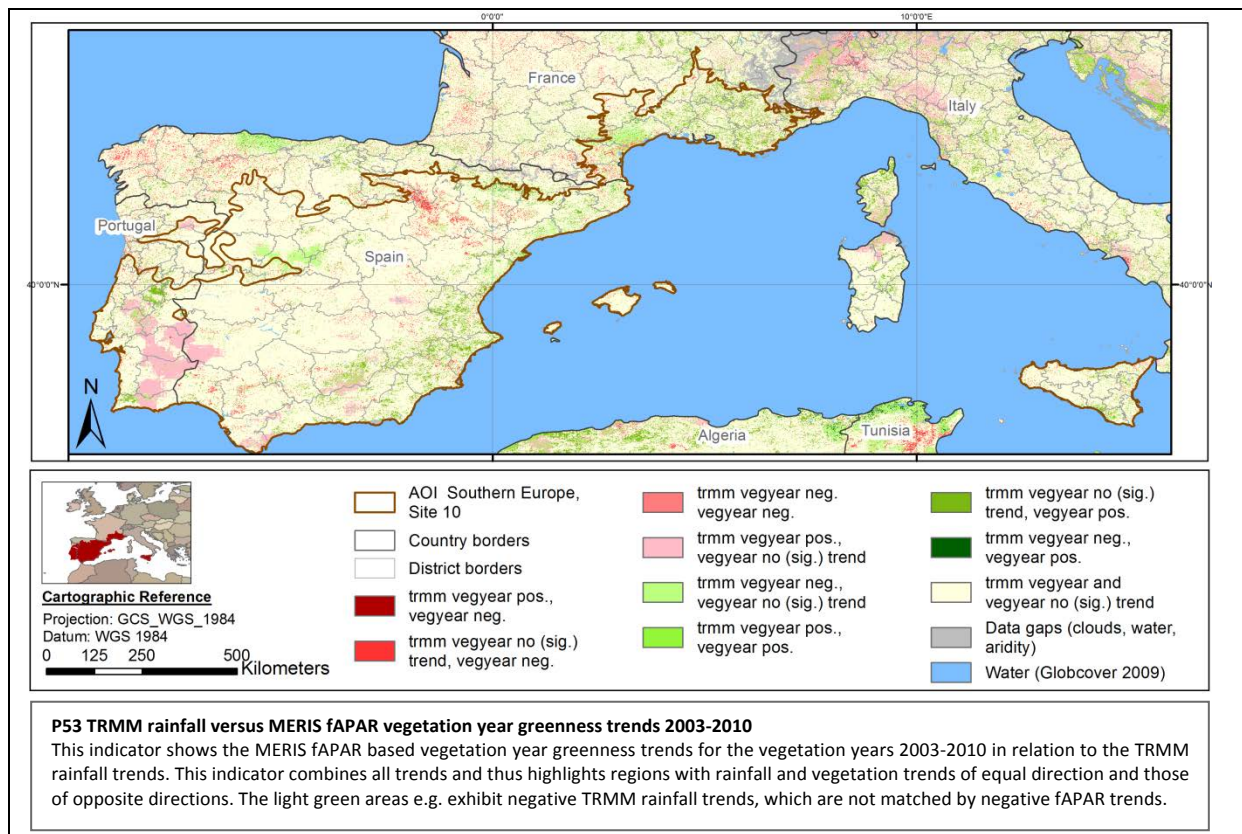 0°0'0"
10°0'0"E
France
Italy
Portugal
Spain
40°0'0"N
40°0'0"N
N
Algeria
Tunisia
Cartographic Reference
Projection: GCS_WGS_1984
Datum: WGS 1984
0 125 250 500
Kilometers
AOI Southern Europe,
Site 10
Country borders
District borders
trmm vegyear pos.,
vegyear neg.
trmm vegyear no (sig.)
trend, vegyear neg.
trmm vegyear neg.
vegyear neg.
trmm vegyear pos.,
vegyear no (sig.) trend
trmm vegyear neg.,
vegyear no (sig.) trend
trmm vegyear pos.,
vegyear pos.
trmm vegyear no (sig.)
trend, vegyear pos.
trmm vegyear neg.,
vegyear pos.
trmm vegyear and
vegyear no (sig.) trend
Data gaps (clouds, water,
aridity)
Water (Globcover 2009)
P53 TRMM rainfall versus MERIS fAPAR vegetation year greenness trends 2003-2010
This indicator shows the MERIS fAPAR based vegetation year greenness trends for the vegetation years 2003-2010 in relation to the TRMM
rainfall trends. This indicator combines all trends and thus highlights regions with rainfall and vegetation trends of equal direction and those
of opposite directions. The light green areas e.g. exhibit negative TRMM rainfall trends, which are not matched by negative fAPAR trends.